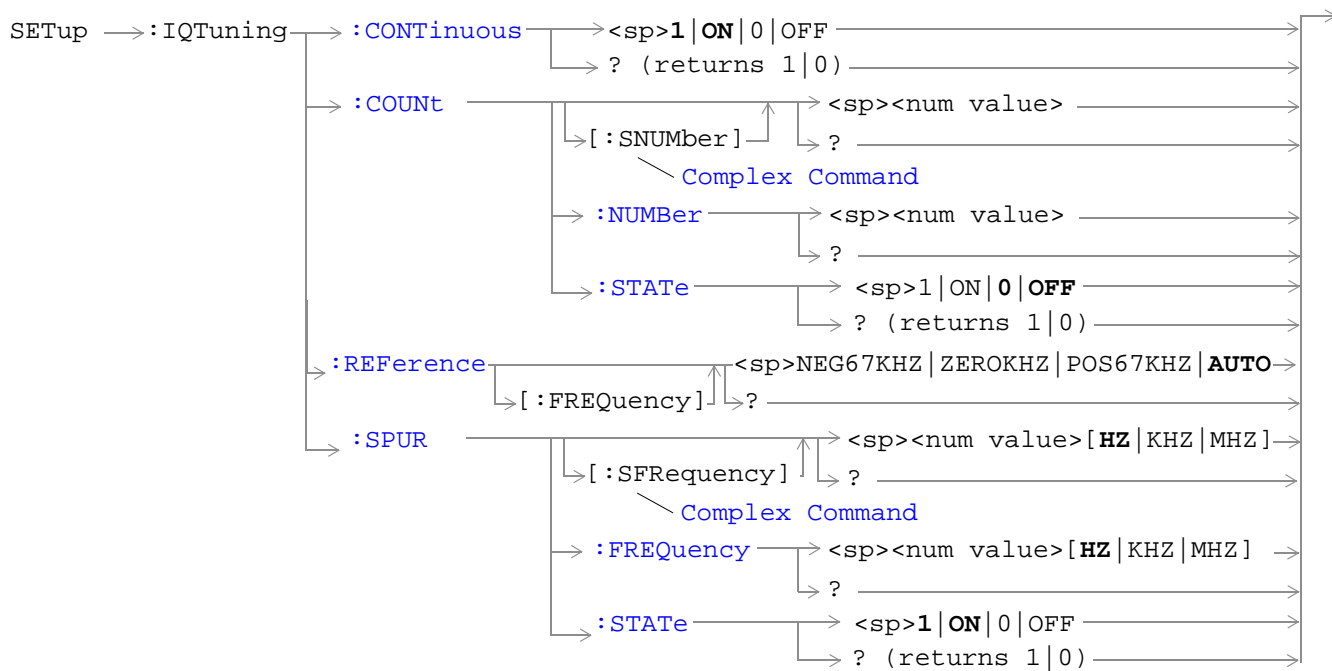 SETup :IQTuning :CONTinuous <sp>1|ON|0|OFF
? (returns 1|0)
:COUNt <sp><num value>
[:SNUMber] ?
Complex Command
:NUMBer <sp><num value>
?
:STATe <sp>1|ON|0|OFF
? (returns 1|0)
:REFerence <sp>NEG67KHZ|ZEROKHZ|POS67KHZ|AUTO
[:FREQuency] ?
:SPUR <sp><num value>[HZ|KHZ|MHZ]
[:SFRequency] ?
Complex Command
:FREQuency <sp><num value>[HZ|KHZ|MHZ]
?
:STATe <sp>1|ON|0|OFF
? (returns 1|0)